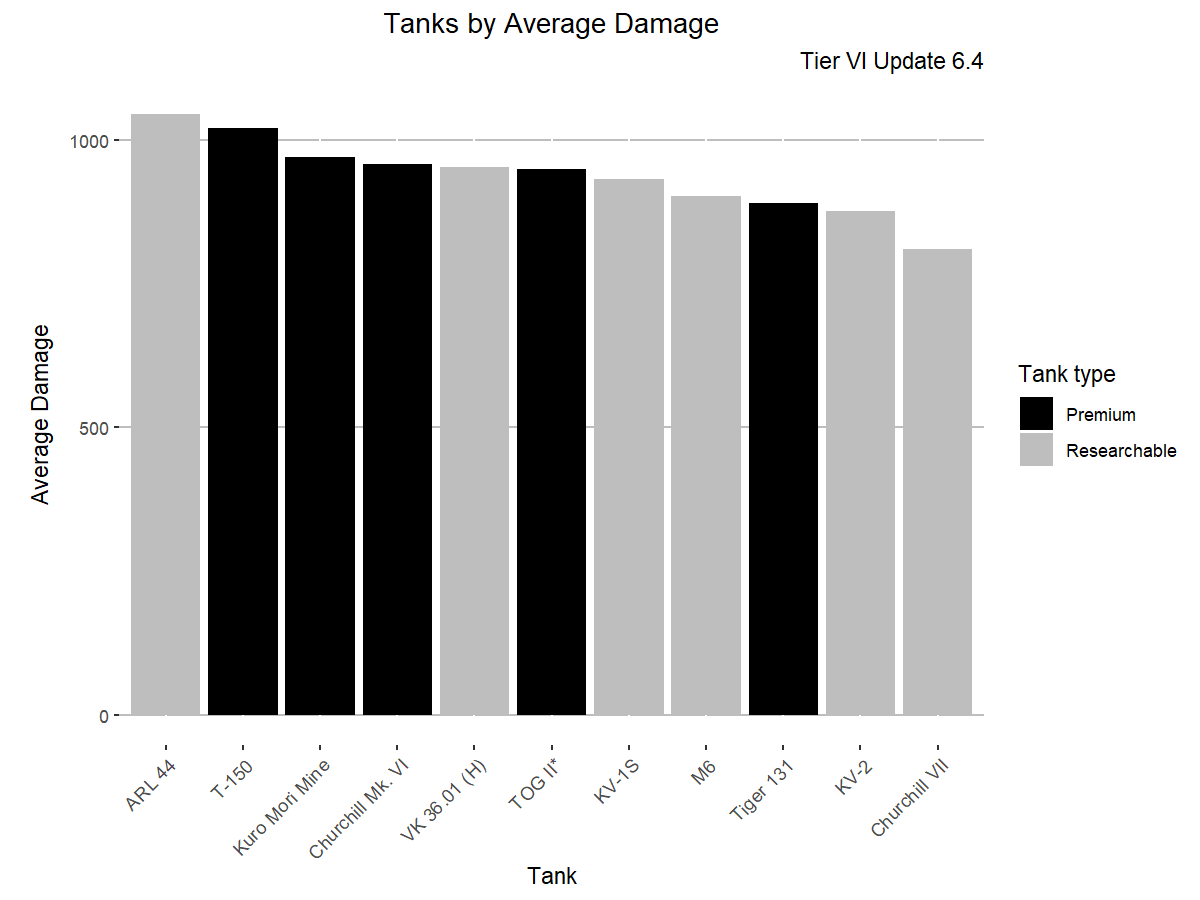 Tanks by Average Damage
Tier VI Update 6.4
Average Damage
1000
500
0
ARL 44
T-150
Kuro Mori Mine
Churchill Mk. VI
VK 36.01 (H)
TOG II*
KV-1S
M6
Tiger 131
KV-2
Churchill VII
Tank
Tank type
Premium
Researchable